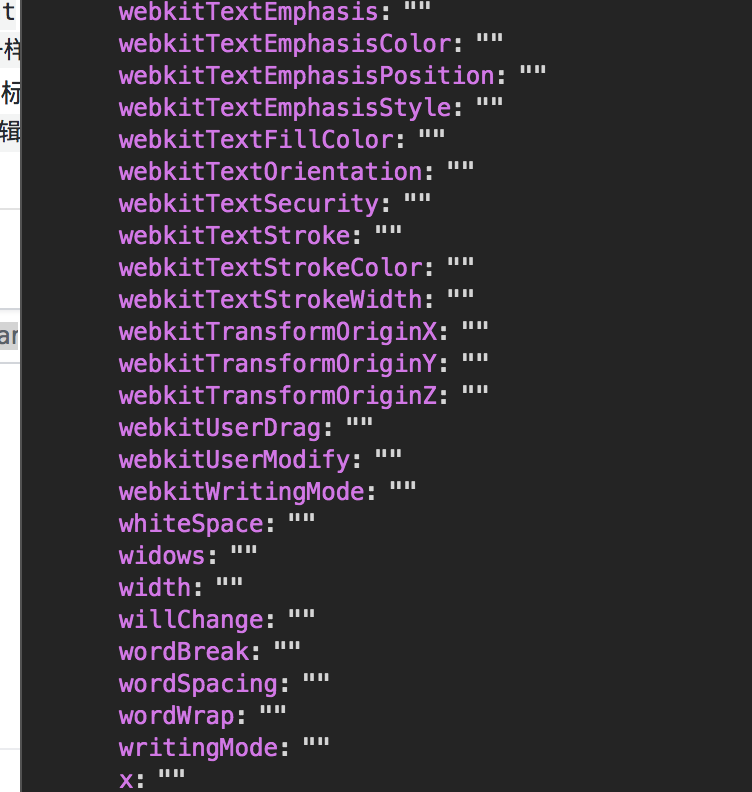 t
webkitTextEmphasis: ""
样
webkitTextEmphasisColor: ""
webkitTextEmphasisPosition: ""
标
webkitTextEmphasisStyle: ""
辑
webkitTextFillColor: ""
webkitTextOrientation: ""
webkitTextSecurity: ""
webkitTextStroke: ""
webkitTextStrokeColor: ""
webkitTextStrokeWidth: ""
ar
webkitTransformOriginX: ""
webkitTransformOriginY: ""
webkitTransformOriginZ: ""
webkitUserDrag: ""
webkitUserModify: ""
webkitWritingMode: ""
whiteSpace: ""
widows: ""
width: ""
willChange: ""
wordBreak: ""
wordSpacing: ""
wordWrap: ""
writingMode: ""
x: ""